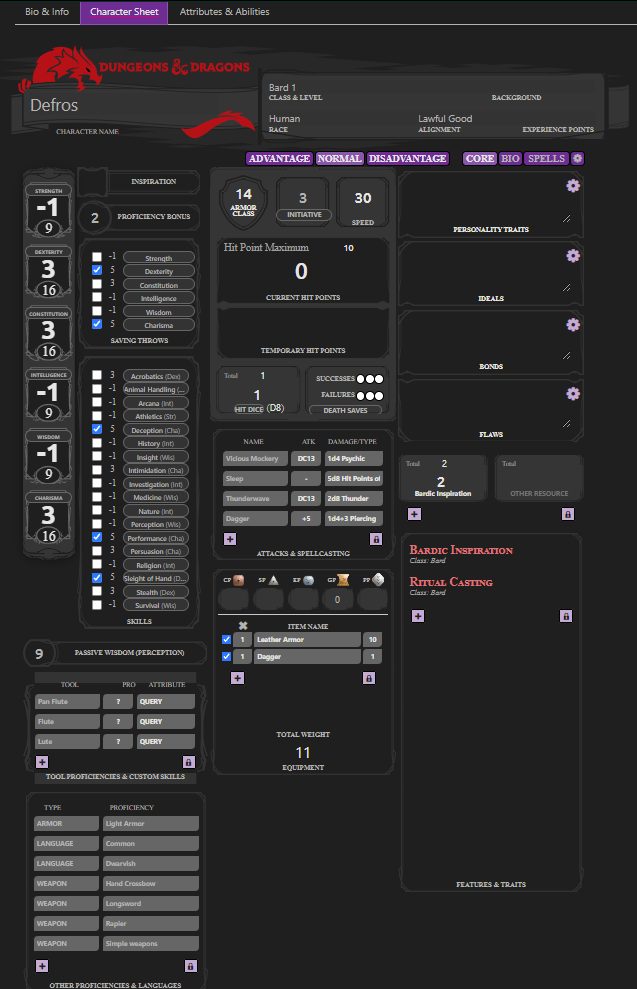 Bio & Info Character Sheet Attributes & Abilities
DUNGEONS & DRAGONS
Defros
CHARACTER NAME
Bard 1
CLASS & LEVEL BACKGROUND
Human Lawful Good
RACE ALIGNMENT EXPERIENCE POINTS
ADVANTAGE NORMAL DISADVANTAGE CORE BIO SPELLS
STRENGTH
-1
9
DEXTERITY
3
16
CONSTITUTION
3
16
INTELLIGENCE
-1
9
WISDOM
-1
9
CHARISMA
3
16
INSPIRATION
2 PROFICIENCY BONUS
-1 Strength
5 Dexterity
3 Constitution
-1 Intelligence
-1 Wisdom
5 Charisma
SAVING THROWS
3 Acrobatics (Dex)
-1 Animal Handling (...
-1 Arcana (Int)
-1 Athletics (Str)
5 Deception (Cha)
-1 History (Int)
-1 Insight (Wis)
3 Intimidation (Cha)
-1 Investigation (Int)
-1 Medicine (Wis)
-1 Nature (Int)
-1 Perception (Wis)
5 Performance (Cha)
3 Persuasion (Cha)
-1 Religion (Int)
5 Sleight of Hand (D...
3 Stealth (Dex)
-1 Survival (Wis)
SKILLS
9 PASSIVE WISDOM (PERCEPTION)
TOOL PRO ATTRIBUTE
Pan Flute ? QUERY
Flute ? QUERY
Lute ? QUERY
+
TOOL PROFICIENCIES & CUSTOM SKILLS
TYPE PROFICIENCY
ARMOR Light Armor
LANGUAGE Common
LANGUAGE Dwarvish
WEAPON Hand Crossbow
WEAPON Longsword
WEAPON Rapier
WEAPON Simple weapons
+
OTHER PROFICIENCIES & LANGUAGES
14
ARMOR
CLASS
3
INITIATIVE
30
SPEED
Hit Point Maximum 10
0
CURRENT HIT POINTS
TEMPORARY HIT POINTS
Total 1
1
HIT DICE (D8)
SUCCESSES
FAILURES
DEATH SAVES
NAME ATK DAMAGE/TYPE
Vicious Mockery DC13 1d4 Psychic
Sleep - 5d8 Hit Points of
Thunderwave DC13 2d8 Thunder
Dagger +5 1d4+3 Piercing
+
ATTACKS & SPELLCASTING
CP SP EP GP PP
0
ITEM NAME
1 Leather Armor 10
1 Dagger 1
+
TOTAL WEIGHT
11
EQUIPMENT
PERSONALITY TRAITS
IDEALS
BONDS
FLAWS
Total 2
2
Bardic Inspiration
Total
OTHER RESOURCE
+
BARDIC INSPIRATION
Class: Bard
RITUAL CASTING
Class: Bard
+
FEATURES & TRAITS